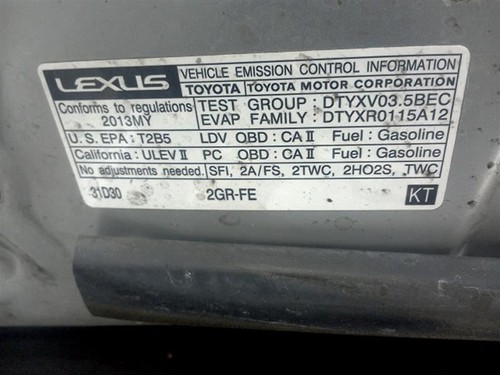 LEXUS VEHICLE EMISSION CONTROL INFORMATION
TOYOTA TOYOTA MOTOR CORPORATION
Conforms to regulations TEST GROUP : DTYXV03.5BEC
2013MY EVAP FAMILY : DTYXR0115A12
U.S. EPA : T2B5 LDV OBD : CA II Fuel : Gasoline
California : ULEV II PC OBD : CA II Fuel : Gasoline
No adjustments needed. SFI, 2A/FS, 2TWC, 2HO2S, TWC
31D30 2GR-FE KT